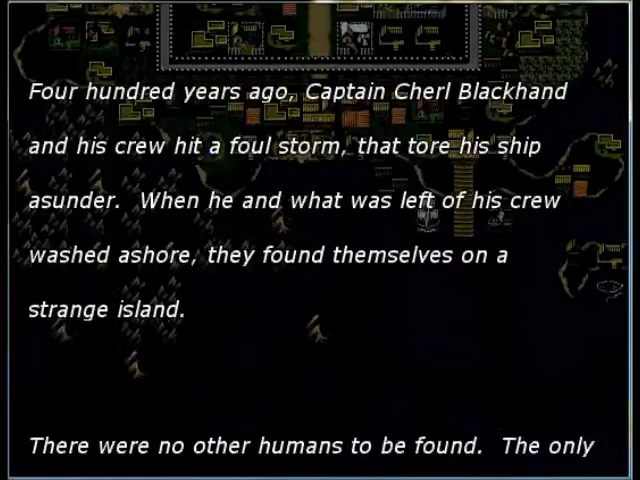 Four hundred years ago, Captain Cherl Blackhand
and his crew hit a foul storm, that tore his ship
asunder.  When he and what was left of his crew
washed ashore, they found themselves on a
strange island.
There were no other humans to be found.  The only